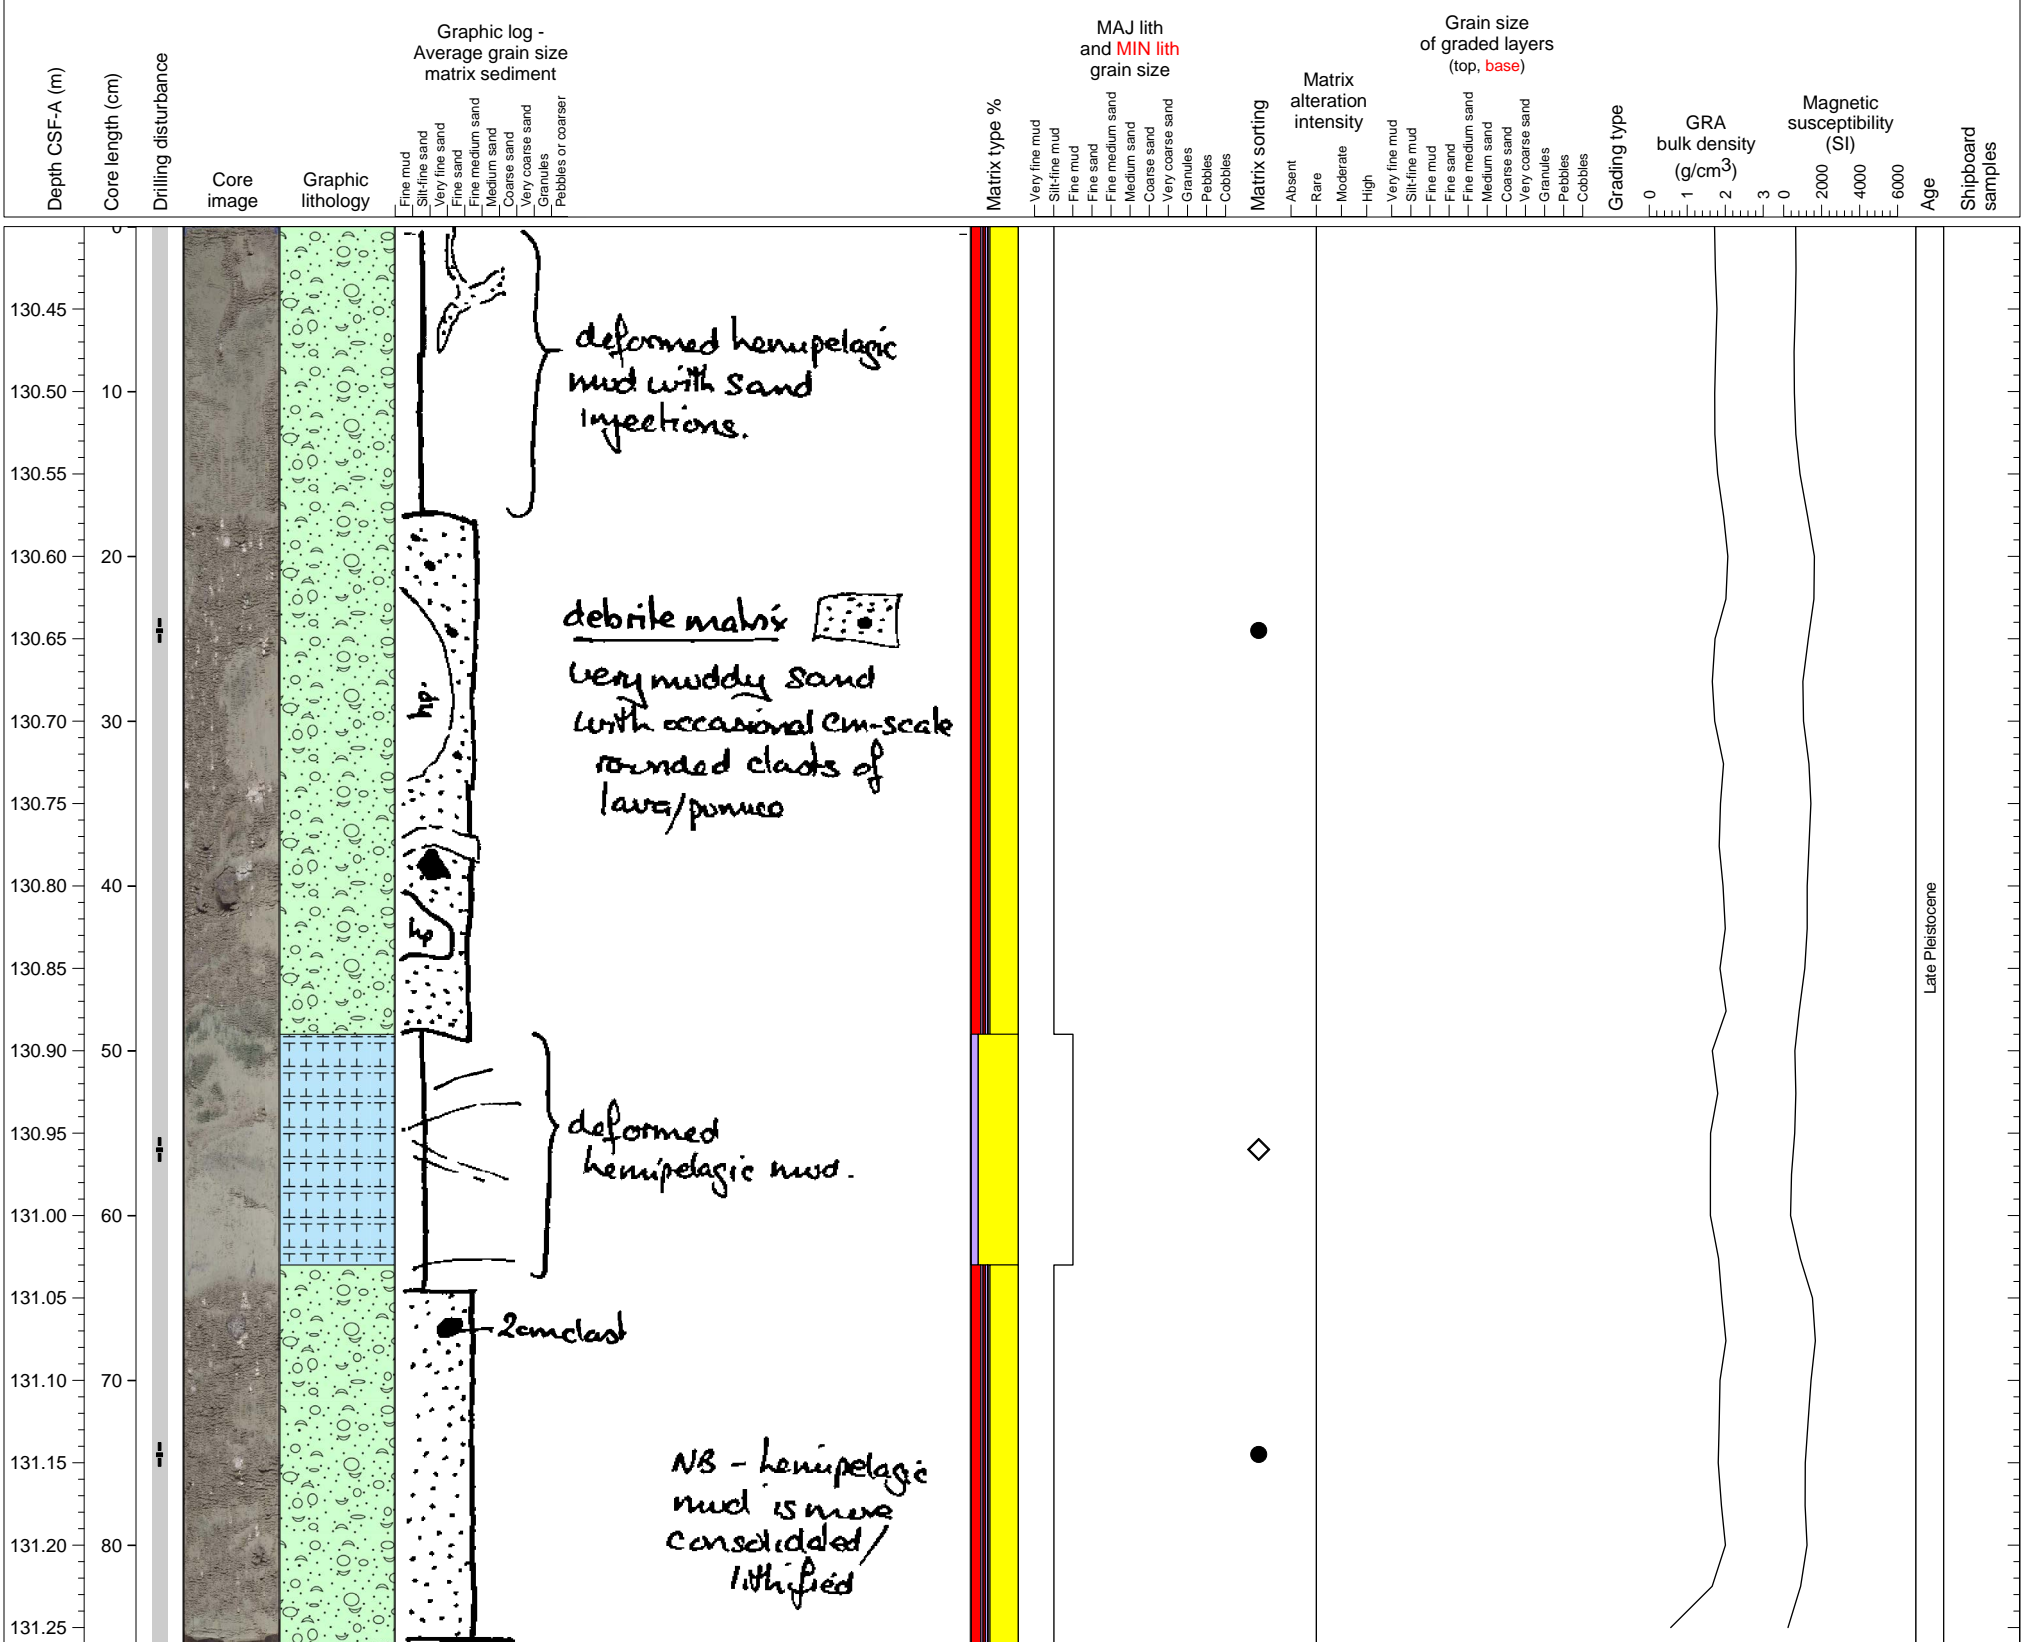 Depth CSF-A (m)
Core length (cm)
Drilling disturbance
Core
image
Graphic
lithology
Graphic log -
Average grain size
matrix sediment
Fine mud
Silt-fine sand
Very fine sand
Fine sand
Fine medium sand
Medium sand
Coarse sand
Very coarse sand
Granules
Pebbles or coarser
Matrix type %
MAJ lith
and MIN lith
grain size
Very fine mud
Silt-fine mud
Fine mud
Fine sand
Fine medium sand
Medium sand
Coarse sand
Very coarse sand
Granules
Pebbles
Cobbles
Matrix sorting
Matrix
alteration
intensity
Absent
Rare
Moderate
High
Grain size
of graded layers
(top, base)
Very fine mud
Silt-fine mud
Fine mud
Fine sand
Fine medium sand
Medium sand
Coarse sand
Very coarse sand
Granules
Pebbles
Cobbles
Grading type
GRA
bulk density
(g/cm3)
0 1 2 3
Magnetic
susceptibility
(SI)
0 2000 4000 6000
Age
Shipboard
samples
0
130.45
130.50 10
130.55
130.60 20
130.65
130.70 30
130.75
130.80 40
130.85
130.90 50
130.95
131.00 60
131.05
131.10 70
131.15
131.20 80
131.25
deformed hemipelagic
mud with sand
injections.
debrite matrix
very muddy sand
with occasional cm-scale
rounded clasts of
lava/pumice
hp.
hp
deformed
hemipelagic mud.
2cm clast
NB - hemipelagic
mud is more
consolidated/
lithified
Late Pleistocene